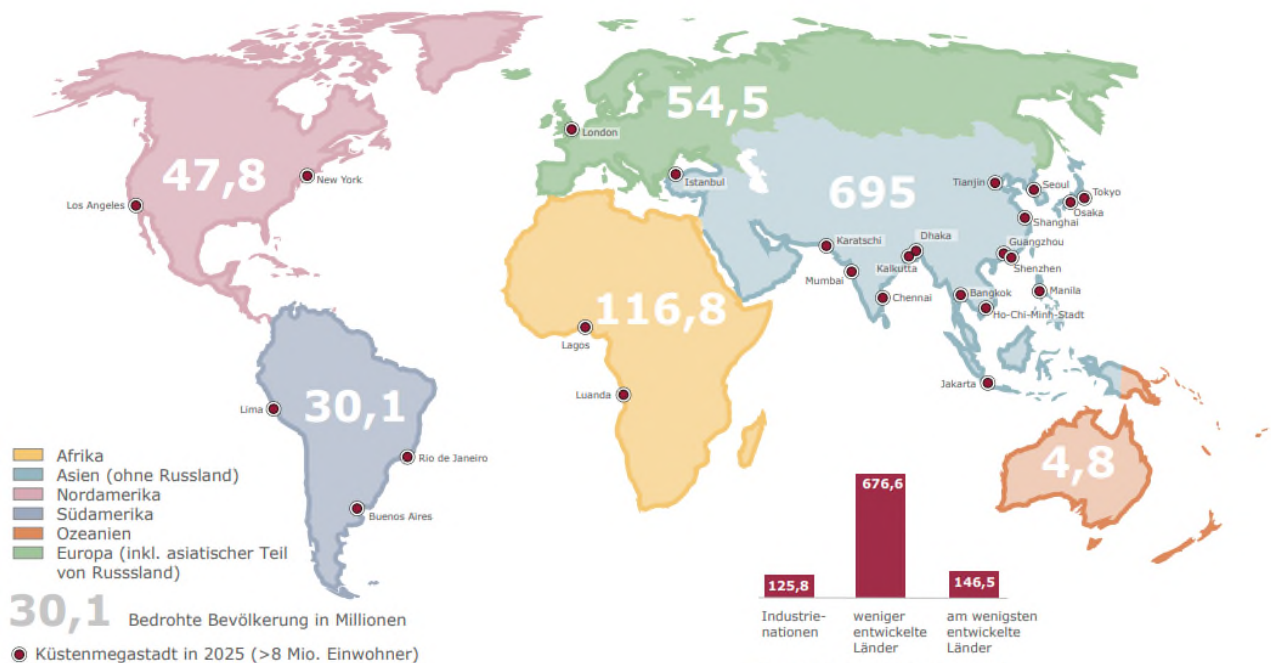 54,5
London
47,8
New York
Istanbul
Tianjin
Seoul
695
Tokyo
Los Angeles
Osaka
Shanghai
Karatschi
Dhaka
Guangzhou
Kalkutta
Shenzhen
Mumbai
Chennai
Bangkok
Manila
116,8
Ho-Chi-Minh-Stadt
Lagos
Jakarta
Luanda
30,1
Lima
Rio de Janeiro
Buenos Aires
4,8
Afrika
Asien (ohne Russland)
Nordamerika
Südamerika
Ozeanien
Europa (inkl. asiatischer Teil
von Russsland)
30,1 Bedrohte Bevölkerung in Millionen
Küstenmegastadt in 2025 (>8 Mio. Einwohner)
125,8
676,6
146,5
Industrie-
nationen
weniger
entwickelte
Länder
am wenigsten
entwickelte
Länder